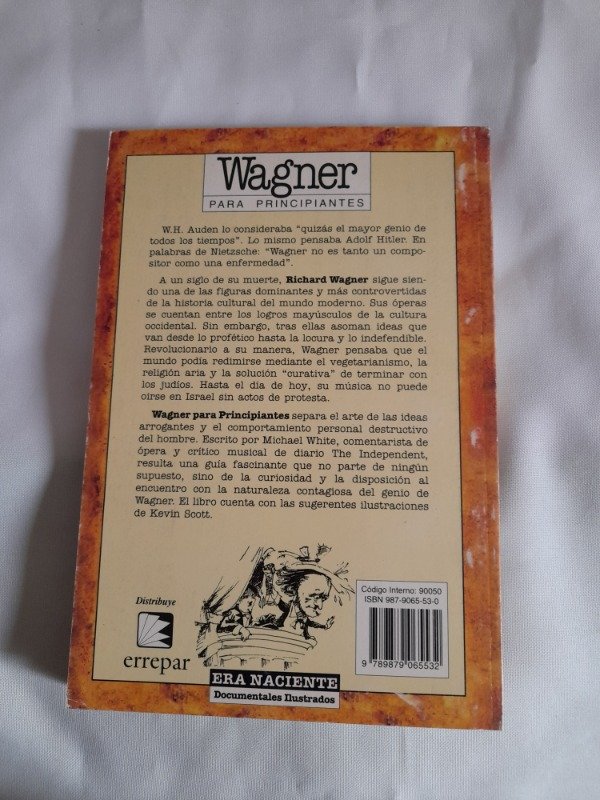 Wagner
PARA PRINCIPIANTES
W.H. Auden lo consideraba "quizás el mayor genio de
todos los tiempos". Lo mismo pensaba Adolf Hitler. En
palabras de Nietzsche: "Wagner no es tanto un compo-
sitor como una enfermedad".
A un siglo de su muerte, Richard Wagner sigue sien-
do una de las figuras dominantes y más controvertidas
de la historia cultural del mundo moderno. Sus óperas
se cuentan entre los logros mayúsculos de la cultura
occidental. Sin embargo, tras ellas asoman ideas que
van desde lo profético hasta la locura y lo indefendible.
Revolucionario a su manera, Wagner pensaba que el
mundo podía redimirse mediante el vegetarianismo, la
religión aria y la solución "curativa" de terminar con
los judíos. Hasta el día de hoy, su música no puede
oirse en Israel sin actos de protesta.
Wagner para Principiantes separa el arte de las ideas
arrogantes y el comportamiento personal destructivo
del hombre. Escrito por Michael White, comentarista de
ópera y crítico musical de diario The Independent,
resulta una guía fascinante que no parte de ningún
supuesto, sino de la curiosidad y la disposición al
encuentro con la naturaleza contagiosa del genio de
Wagner. El libro cuenta con las sugerentes ilustraciones
de Kevin Scott.
Distribuye
errepar
ERA NACIENTE
Documentales Ilustrados
Código Interno: 90050
ISBN 987-9065-53-0
9 789879 065532